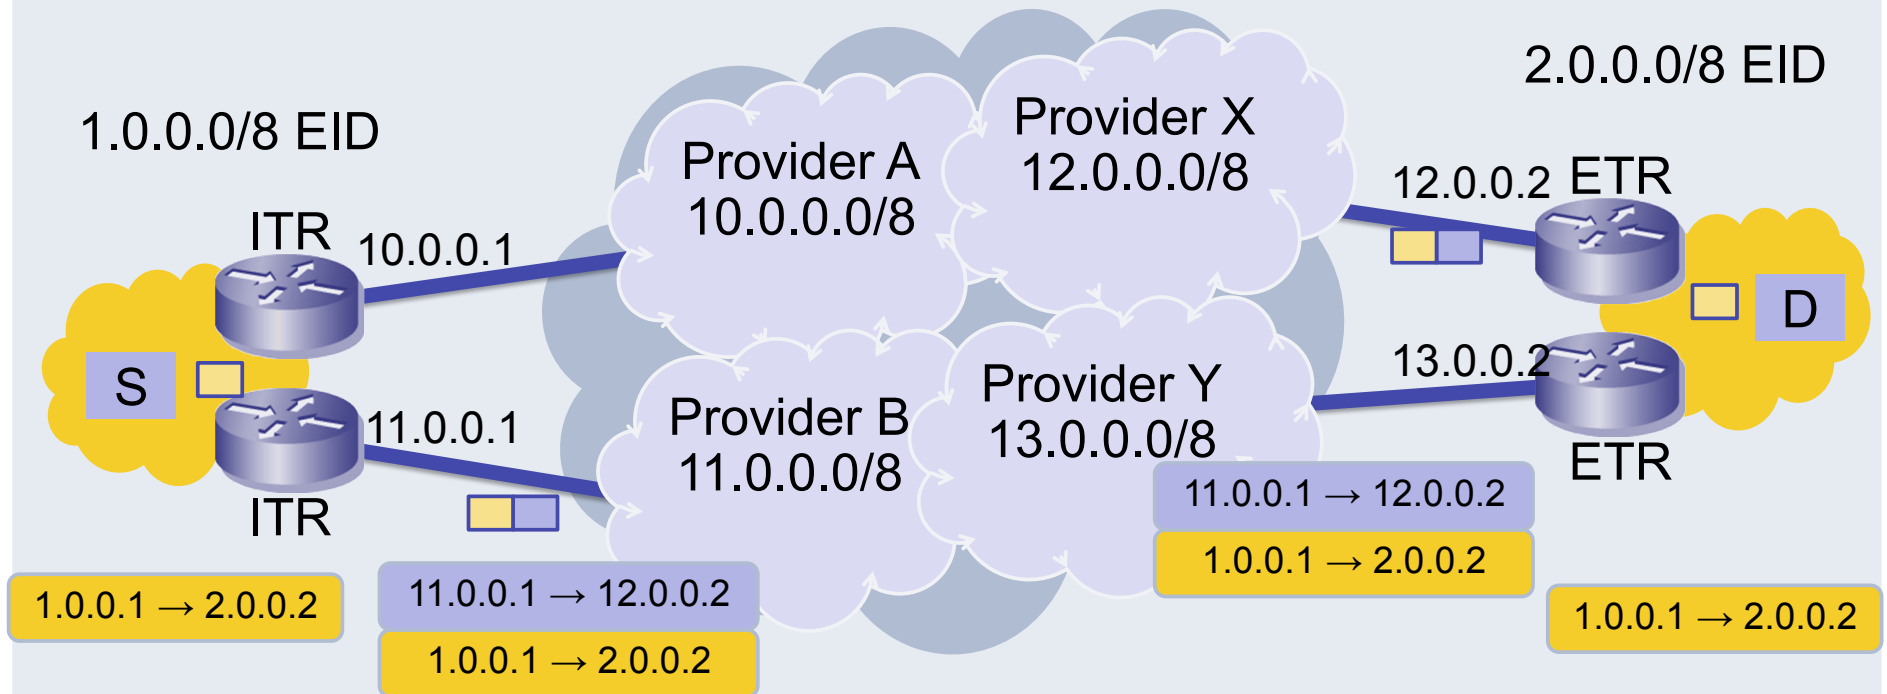 1.0.0.0/8 EID
2.0.0.0/8 EID
Provider A
10.0.0.0/8
Provider X
12.0.0.0/8
ITR
10.0.0.1
12.0.0.2
ETR
S
D
11.0.0.1
ITR
Provider B
11.0.0.0/8
Provider Y
13.0.0.0/8
13.0.0.2
ETR
1.0.0.1 → 2.0.0.2
11.0.0.1 → 12.0.0.2
1.0.0.1 → 2.0.0.2
11.0.0.1 → 12.0.0.2
1.0.0.1 → 2.0.0.2
1.0.0.1 → 2.0.0.2